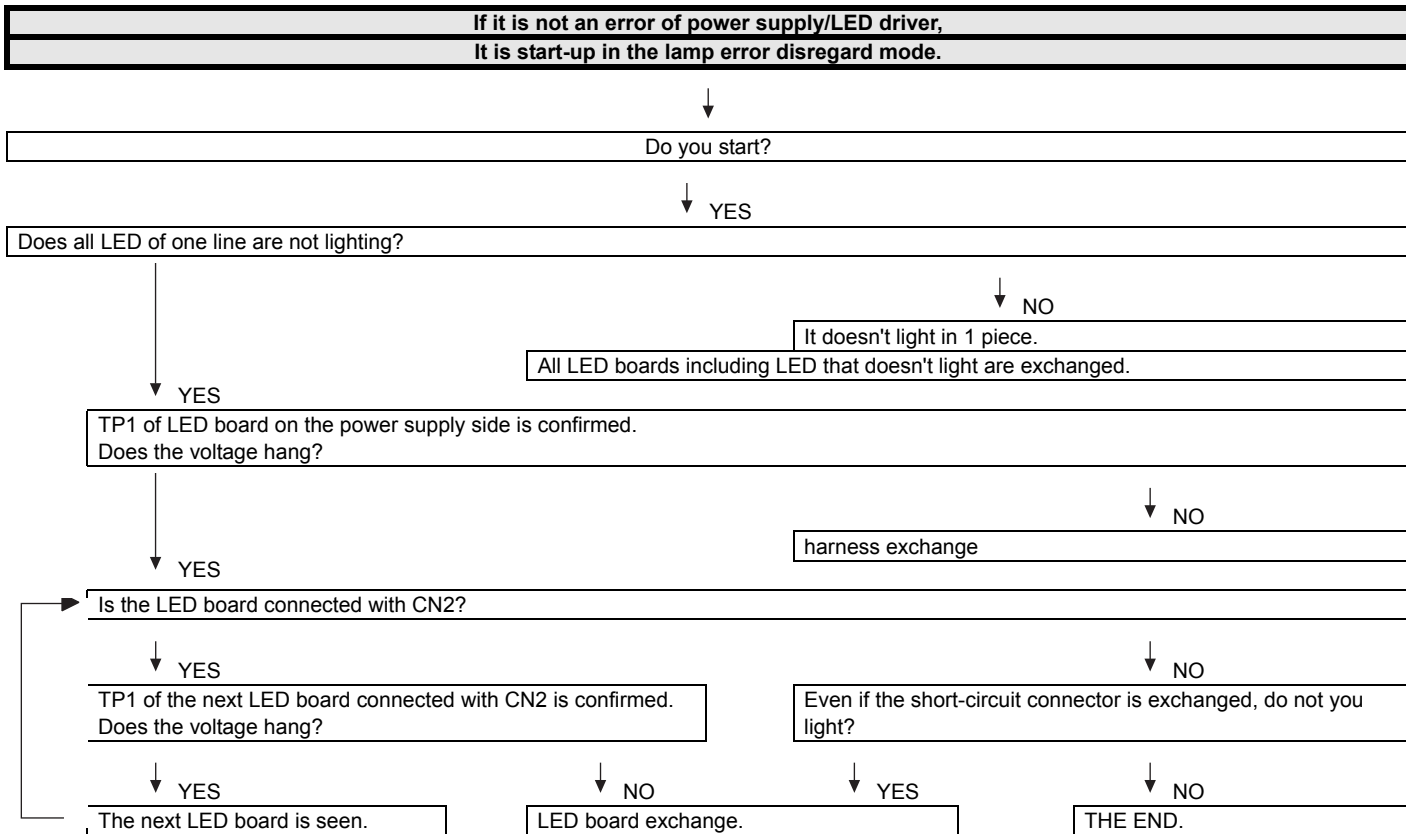 If it is not an error of power supply/LED driver,
It is start-up in the lamp error disregard mode.
Do you start?
YES
Does all LED of one line are not lighting?
NO
It doesn't light in 1 piece.
All LED boards including LED that doesn't light are exchanged.
YES
TP1 of LED board on the power supply side is confirmed.
Does the voltage hang?
NO
harness exchange
YES
Is the LED board connected with CN2?
YES
NO
TP1 of the next LED board connected with CN2 is confirmed.
Does the voltage hang?
Even if the short-circuit connector is exchanged, do not you
light?
YES
NO
YES
NO
The next LED board is seen.
LED board exchange.
THE END.